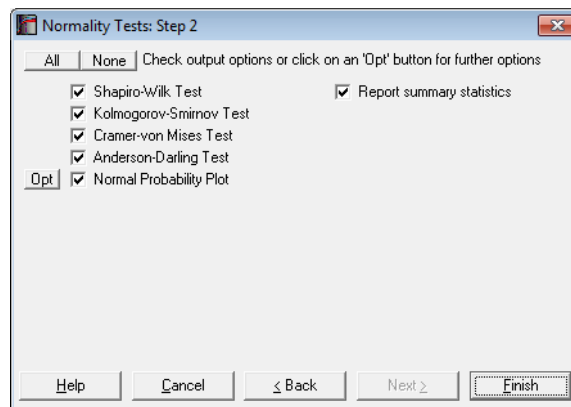 Normality Tests: Step 2
All None Check output options or click on an 'Opt' button for further options
Shapiro-Wilk Test Report summary statistics
Kolmogorov-Smirnov Test
Cramer-von Mises Test
Anderson-Darling Test
Opt Normal Probability Plot
Help Cancel < Back Next > Finish